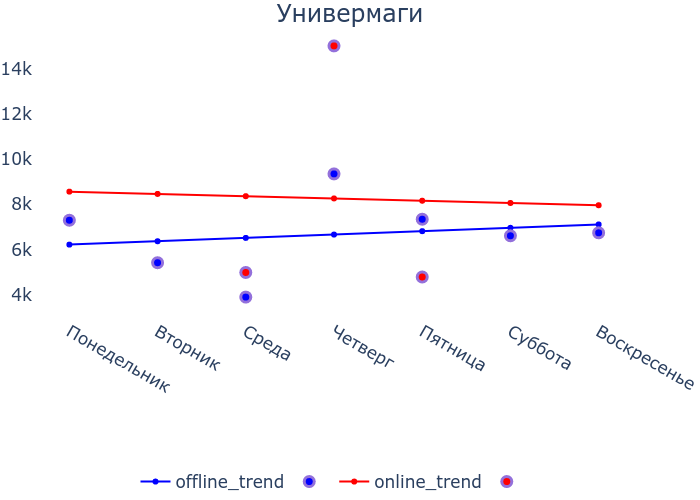 Универмаги
14k
12k
10k
8k
6k
4k
Понедельник
Вторник
Среда
Четверг
Пятница
Суббота
Воскресенье
offline_trend
online_trend